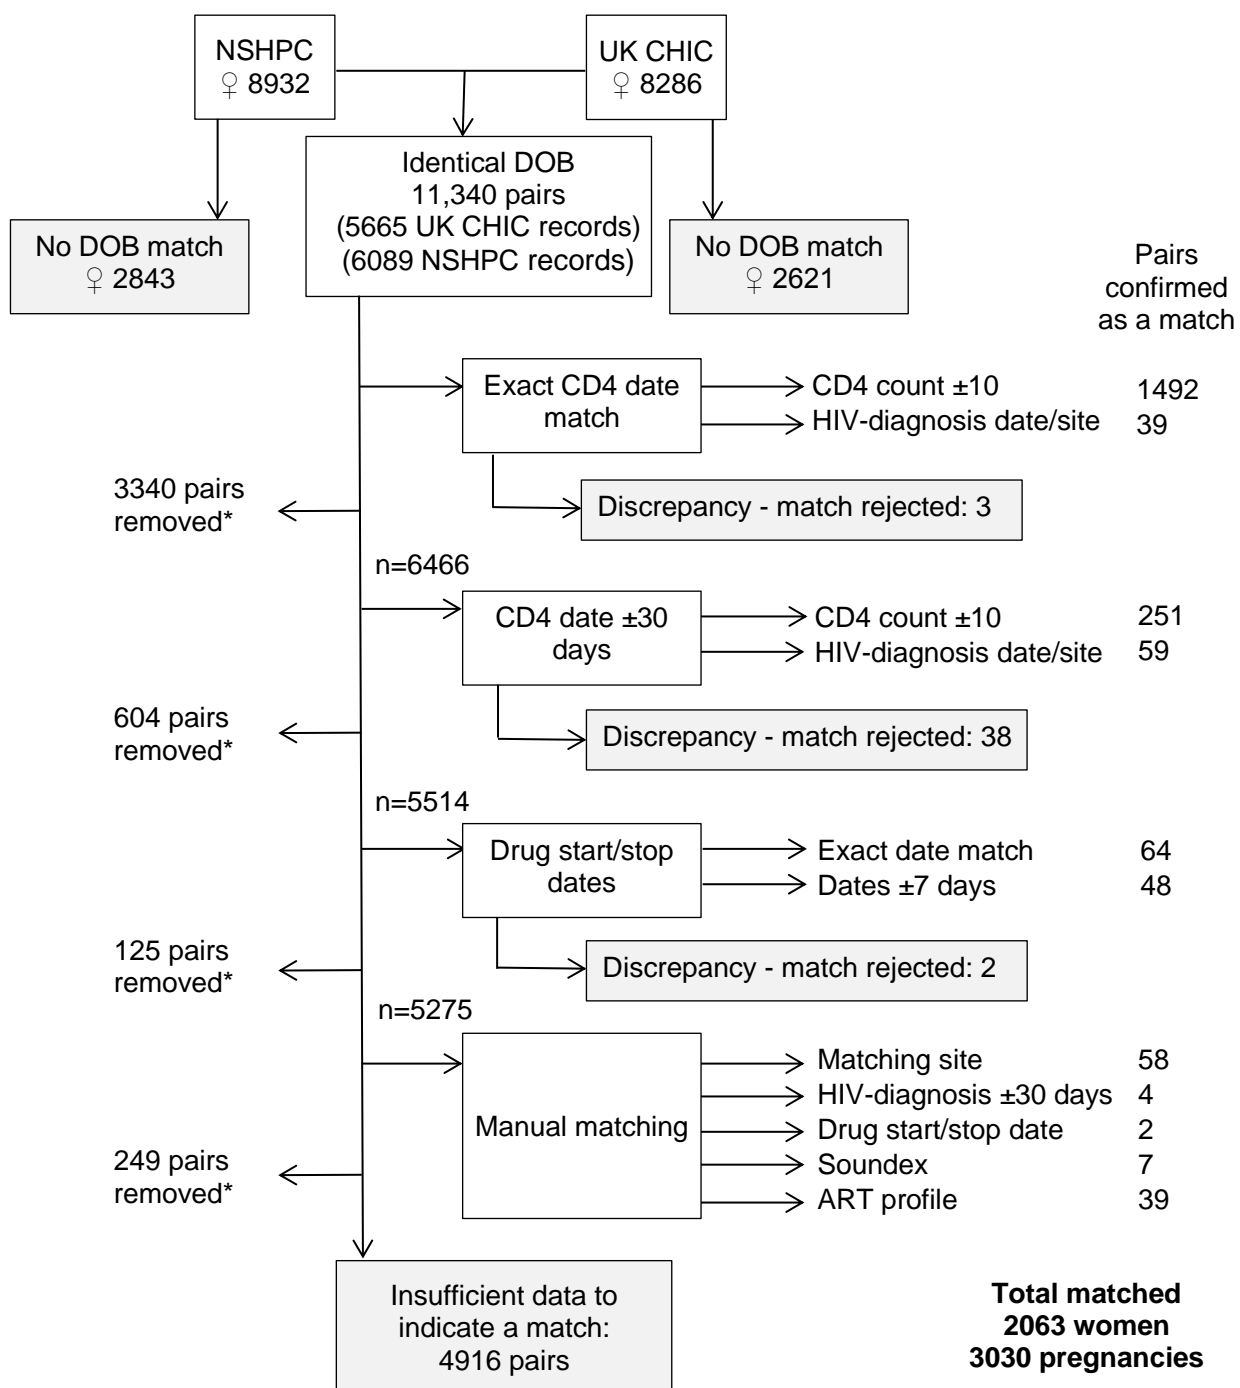 NSHPC
♀ 8932
UK CHIC
♀ 8286
Identical DOB
11,340 pairs
(5665 UK CHIC records)
(6089 NSHPC records)
No DOB match
♀ 2843
No DOB match
♀ 2621
Pairs
confirmed
as a match
Exact CD4 date
match
CD4 count ±10
1492
HIV-diagnosis date/site
39
Discrepancy - match rejected: 3
3340 pairs
removed*
n=6466
CD4 date ±30
days
CD4 count ±10
251
HIV-diagnosis date/site
59
Discrepancy - match rejected: 38
604 pairs
removed*
n=5514
Drug start/stop
dates
Exact date match
64
Dates ±7 days
48
Discrepancy - match rejected: 2
125 pairs
removed*
n=5275
Manual matching
Matching site
58
HIV-diagnosis ±30 days
4
Drug start/stop date
2
Soundex
7
ART profile
39
249 pairs
removed*
Insufficient data to
indicate a match:
4916 pairs
Total matched
2063 women
3030 pregnancies